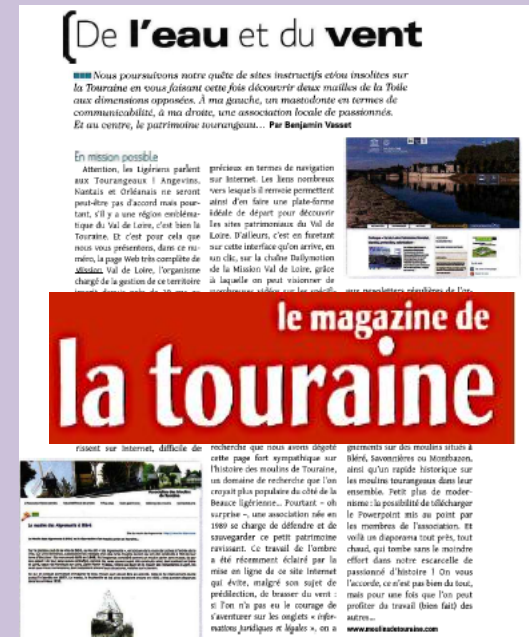 De l'eau et du vent
Nous poursuivons notre quête de sites instructifs et/ou insolites sur
la Touraine en vous faisant cette fois découvrir deux mailles de la Toile
aux dimensions opposées. À ma gauche, un mastodonte en termes de
communicabilité, à ma droite, une association locale de passionnés.
Et au centre, le patrimoine tourangeau... Par Benjamin Vasset
En mission possible
Attention, les Ligériens parlent
aux Tourangeaux ! Angevins,
Nantais et Orléanais ne seront
peut-être pas d'accord mais pour-
tant, s'il y a une région embléma-
tique du Val de Loire, c'est bien la
Touraine. Et c'est pour cela que
nous vous présentons, dans ce nu-
méro, la page Web très complète de
Mission Val de Loire, l'organisme
chargé de la gestion de ce territoire
précieux en termes de navigation
sur Internet. Les liens nombreux
vers lesquels il renvoie permettent
ainsi d'en faire une plate-forme
idéale de départ pour découvrir
les sites patrimoniaux du Val de
Loire. D'ailleurs, c'est en furetant
sur cette interface qu'on arrive, en
un clic, sur la chaîne Dailymotion
de la Mission Val de Loire, grâce
à laquelle on peut visionner de
le magazine de
la touraine
rissent sur Internet, difficile de
recherche que nous avons dégoté
cette page fort sympathique sur
l'histoire des moulins de Touraine,
un domaine de recherche que l'on
croyait plus populaire du côté de la
Beauce ligérienne... Pourtant « oh
surprise », une association née en
1989 se charge de défendre et de
sauvegarder ce petit patrimoine
ravissant. Ce travail de l'ombre
a été récemment éclairé par la
mise en ligne de ce site Internet
qui évite, malgré son sujet de
prédilection, de brasser du vent :
si l'on n'a pas eu le courage de
s'aventurer sur les onglets « infor-
mations juridiques et légales », on a
gnements sur des moulins situés à
Bléré, Savonnières ou Montbazon,
ainsi qu'un rapide historique sur
les moulins tourangeaux dans leur
ensemble. Petit plus de moder-
nisme : la possibilité de télécharger
le Powerpoint mis au point par
les membres de l'Association. Et
voilà un diaporama tout prêt, tout
chaud, qui tombe sans le moindre
effort dans notre escarcelle de
passionné d'histoire ! On vous
l'accorde, ce n'est pas bien du tout,
mais pour une fois que l'on peut
profiter du travail (bien fait) des
autres...
www.moulinsdetouraine.com